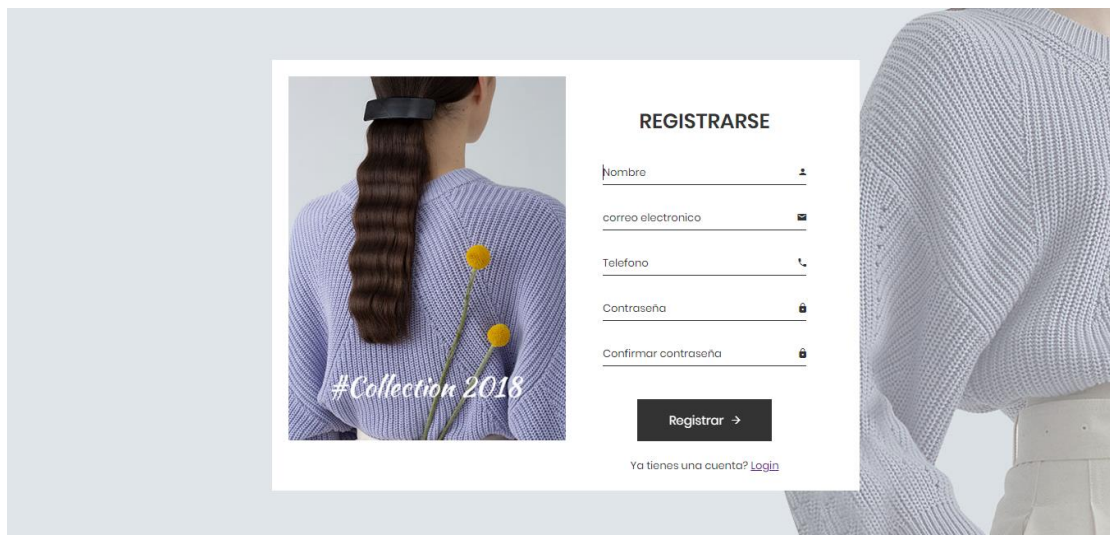 #Collection 2018
REGISTRARSE
Nombre
correo electronico
Telefono
Contraseña
Confirmar contraseña
Registrar →
Ya tienes una cuenta? Login